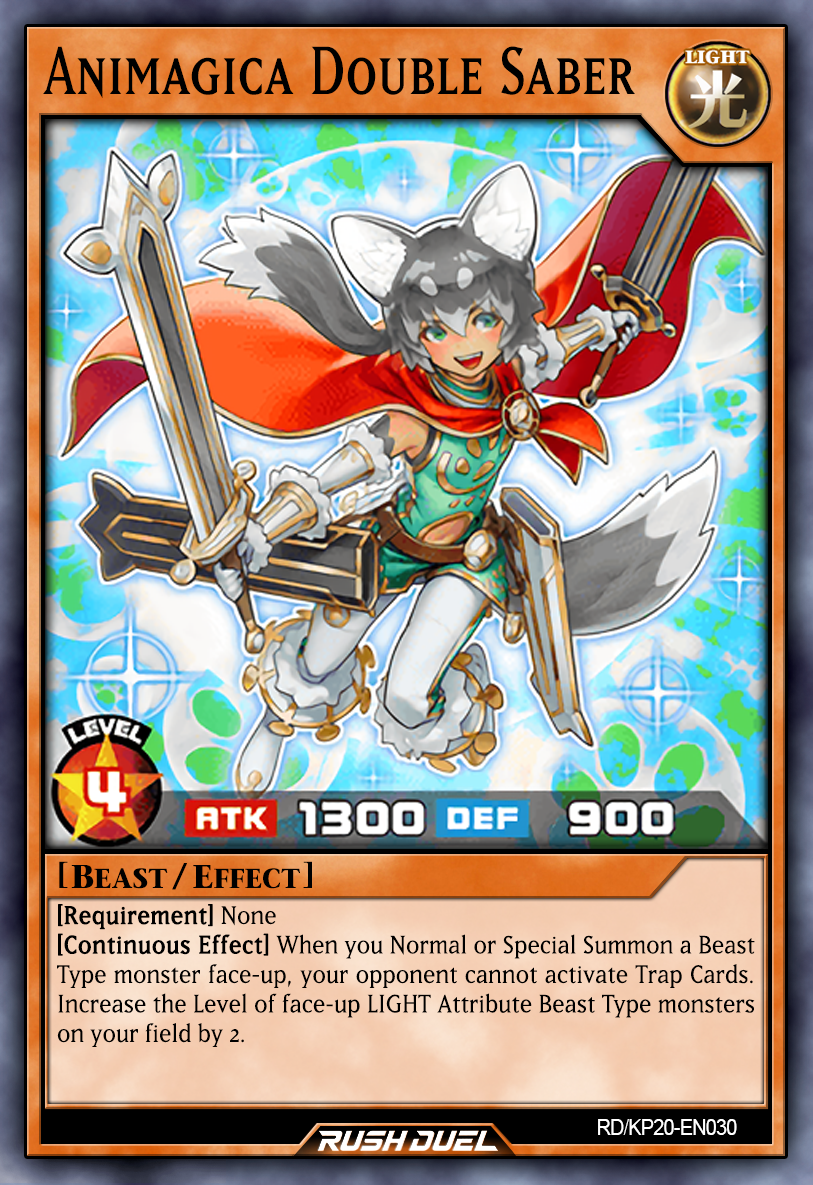 Animagica Double Saber
LIGHT
光
LEVEL
4
ATK 1300 DEF 900
[Beast / Effect]
[Requirement] None
[Continuous Effect] When you Normal or Special Summon a Beast
Type monster face-up, your opponent cannot activate Trap Cards.
Increase the Level of face-up LIGHT Attribute Beast Type monsters
on your field by 2.
RD/KP20-EN030
RUSH DUEL